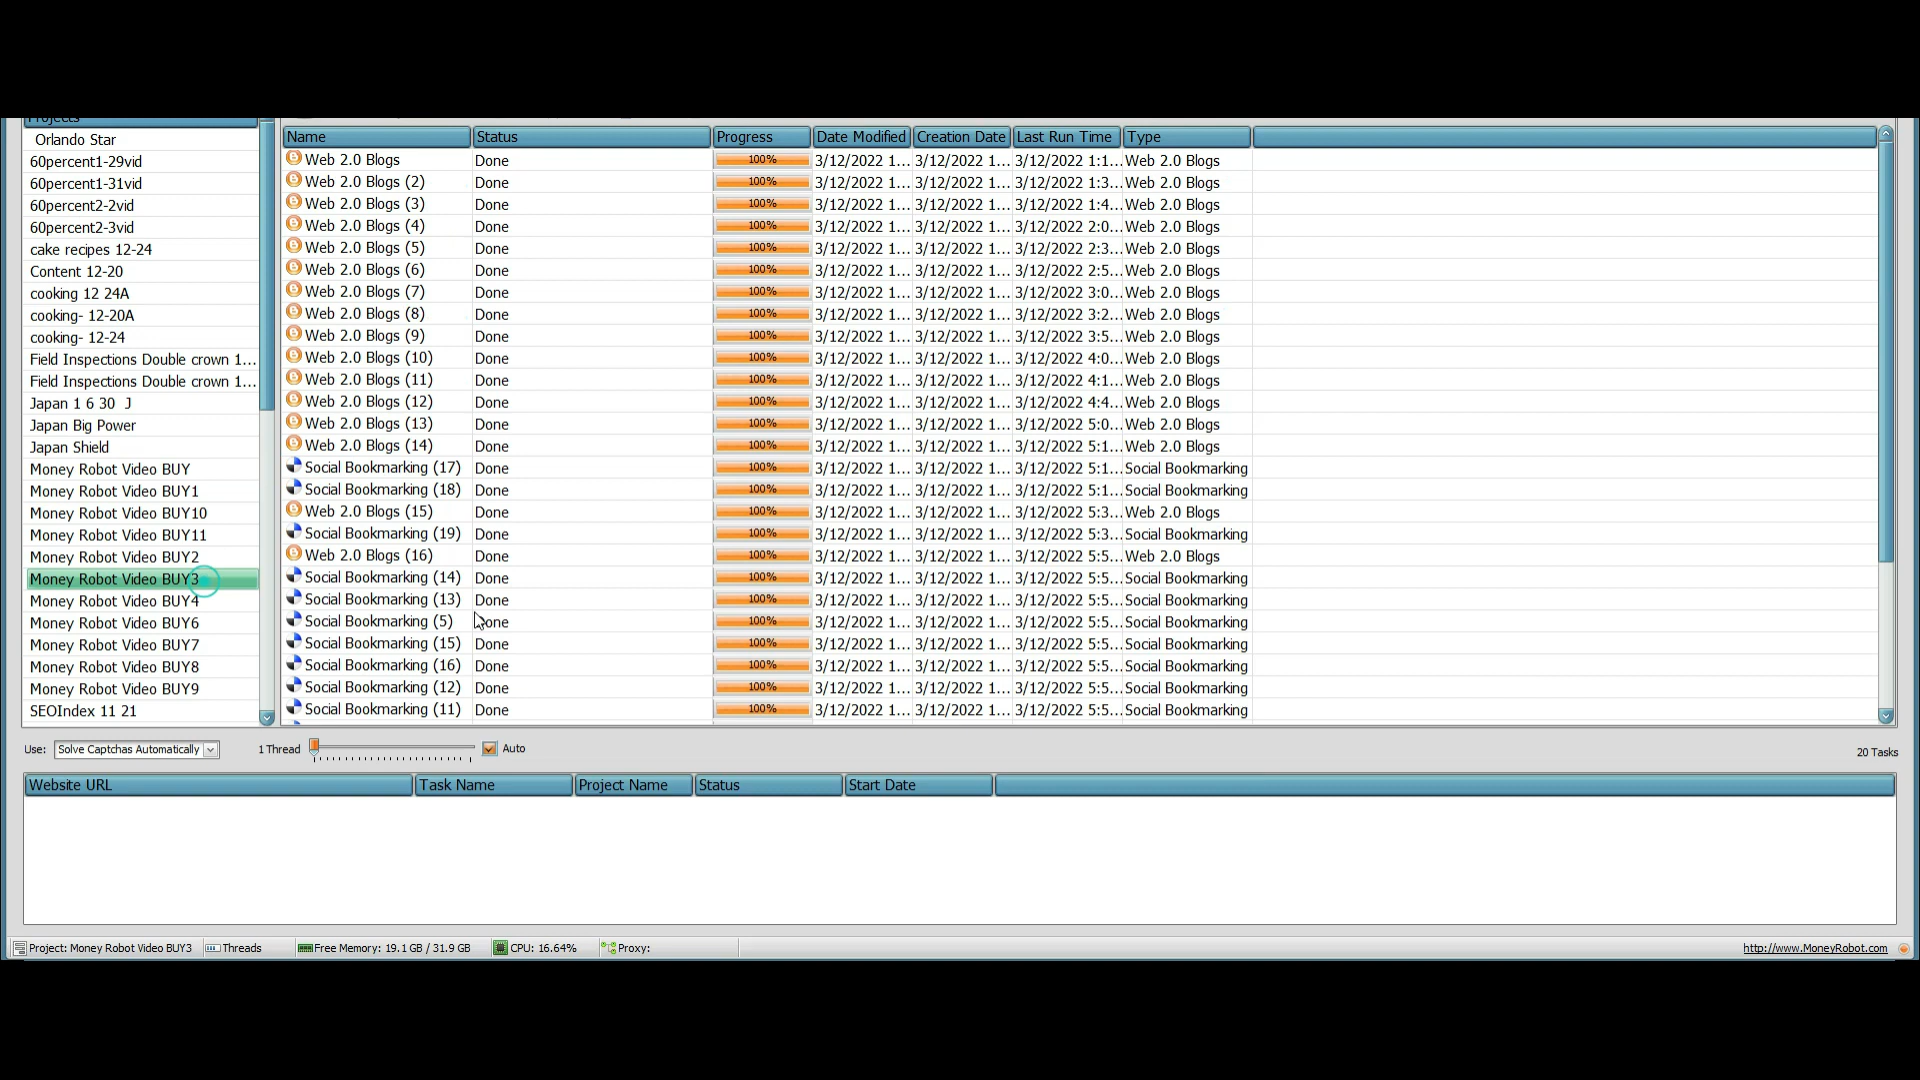 Projects
Orlando Star
60percent1-29vid
60percent1-31vid
60percent2-2vid
60percent2-3vid
cake recipes 12-24
Content 12-20
cooking 12 24A
cooking- 12-20A
cooking- 12-24
Field Inspections Double crown 1...
Field Inspections Double crown 1...
Japan 1 6 30 J
Japan Big Power
Japan Shield
Money Robot Video BUY
Money Robot Video BUY1
Money Robot Video BUY10
Money Robot Video BUY11
Money Robot Video BUY2
Money Robot Video BUY3
Money Robot Video BUY4
Money Robot Video BUY6
Money Robot Video BUY7
Money Robot Video BUY8
Money Robot Video BUY9
SEOIndex 11 21
Name Status Progress Date Modified Creation Date Last Run Time Type
Web 2.0 Blogs Done 100% 3/12/2022 1... 3/12/2022 1... 3/12/2022 1:1... Web 2.0 Blogs
Web 2.0 Blogs (2) Done 100% 3/12/2022 1... 3/12/2022 1... 3/12/2022 1:3... Web 2.0 Blogs
Web 2.0 Blogs (3) Done 100% 3/12/2022 1... 3/12/2022 1... 3/12/2022 1:4... Web 2.0 Blogs
Web 2.0 Blogs (4) Done 100% 3/12/2022 1... 3/12/2022 1... 3/12/2022 2:0... Web 2.0 Blogs
Web 2.0 Blogs (5) Done 100% 3/12/2022 1... 3/12/2022 1... 3/12/2022 2:3... Web 2.0 Blogs
Web 2.0 Blogs (6) Done 100% 3/12/2022 1... 3/12/2022 1... 3/12/2022 2:5... Web 2.0 Blogs
Web 2.0 Blogs (7) Done 100% 3/12/2022 1... 3/12/2022 1... 3/12/2022 3:0... Web 2.0 Blogs
Web 2.0 Blogs (8) Done 100% 3/12/2022 1... 3/12/2022 1... 3/12/2022 3:2... Web 2.0 Blogs
Web 2.0 Blogs (9) Done 100% 3/12/2022 1... 3/12/2022 1... 3/12/2022 3:5... Web 2.0 Blogs
Web 2.0 Blogs (10) Done 100% 3/12/2022 1... 3/12/2022 1... 3/12/2022 4:0... Web 2.0 Blogs
Web 2.0 Blogs (11) Done 100% 3/12/2022 1... 3/12/2022 1... 3/12/2022 4:1... Web 2.0 Blogs
Web 2.0 Blogs (12) Done 100% 3/12/2022 1... 3/12/2022 1... 3/12/2022 4:4... Web 2.0 Blogs
Web 2.0 Blogs (13) Done 100% 3/12/2022 1... 3/12/2022 1... 3/12/2022 5:0... Web 2.0 Blogs
Web 2.0 Blogs (14) Done 100% 3/12/2022 1... 3/12/2022 1... 3/12/2022 5:1... Web 2.0 Blogs
Social Bookmarking (17) Done 100% 3/12/2022 1... 3/12/2022 1... 3/12/2022 5:1... Social Bookmarking
Social Bookmarking (18) Done 100% 3/12/2022 1... 3/12/2022 1... 3/12/2022 5:1... Social Bookmarking
Web 2.0 Blogs (15) Done 100% 3/12/2022 1... 3/12/2022 1... 3/12/2022 5:3... Web 2.0 Blogs
Social Bookmarking (19) Done 100% 3/12/2022 1... 3/12/2022 1... 3/12/2022 5:3... Social Bookmarking
Web 2.0 Blogs (16) Done 100% 3/12/2022 1... 3/12/2022 1... 3/12/2022 5:5... Web 2.0 Blogs
Social Bookmarking (14) Done 100% 3/12/2022 1... 3/12/2022 1... 3/12/2022 5:5... Social Bookmarking
Social Bookmarking (13) Done 100% 3/12/2022 1... 3/12/2022 1... 3/12/2022 5:5... Social Bookmarking
Social Bookmarking (5) Done 100% 3/12/2022 1... 3/12/2022 1... 3/12/2022 5:5... Social Bookmarking
Social Bookmarking (15) Done 100% 3/12/2022 1... 3/12/2022 1... 3/12/2022 5:5... Social Bookmarking
Social Bookmarking (16) Done 100% 3/12/2022 1... 3/12/2022 1... 3/12/2022 5:5... Social Bookmarking
Social Bookmarking (12) Done 100% 3/12/2022 1... 3/12/2022 1... 3/12/2022 5:5... Social Bookmarking
Social Bookmarking (11) Done 100% 3/12/2022 1... 3/12/2022 1... 3/12/2022 5:5... Social Bookmarking
Use: Solve Captchas Automatically 1 Thread Auto 20 Tasks
Website URL Task Name Project Name Status Start Date
Project: Money Robot Video BUY3 Threads Free Memory: 19.1 GB / 31.9 GB CPU: 16.64% Proxy: http://www.MoneyRobot.com